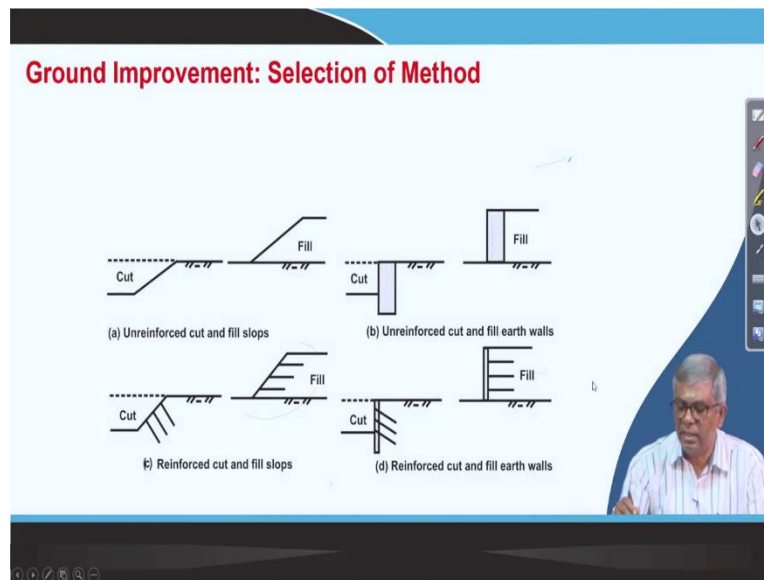 Ground Improvement: Selection of Method
Cut
Fill
Cut
Fill
(a) Unreinforced cut and fill slops
(b) Unreinforced cut and fill earth walls
Cut
Fill
Cut
Fill
(c) Reinforced cut and fill slops
(d) Reinforced cut and fill earth walls